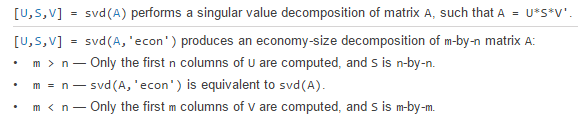 [U,S,V] = svd(A) performs a singular value decomposition of matrix A, such that A = U*S*V'.
[U,S,V] = svd(A,'econ') produces an economy-size decomposition of m-by-n matrix A:
• m > n — Only the first n columns of U are computed, and S is n-by-n.
• m = n — svd(A,'econ') is equivalent to svd(A).
• m < n — Only the first m columns of V are computed, and S is m-by-m.